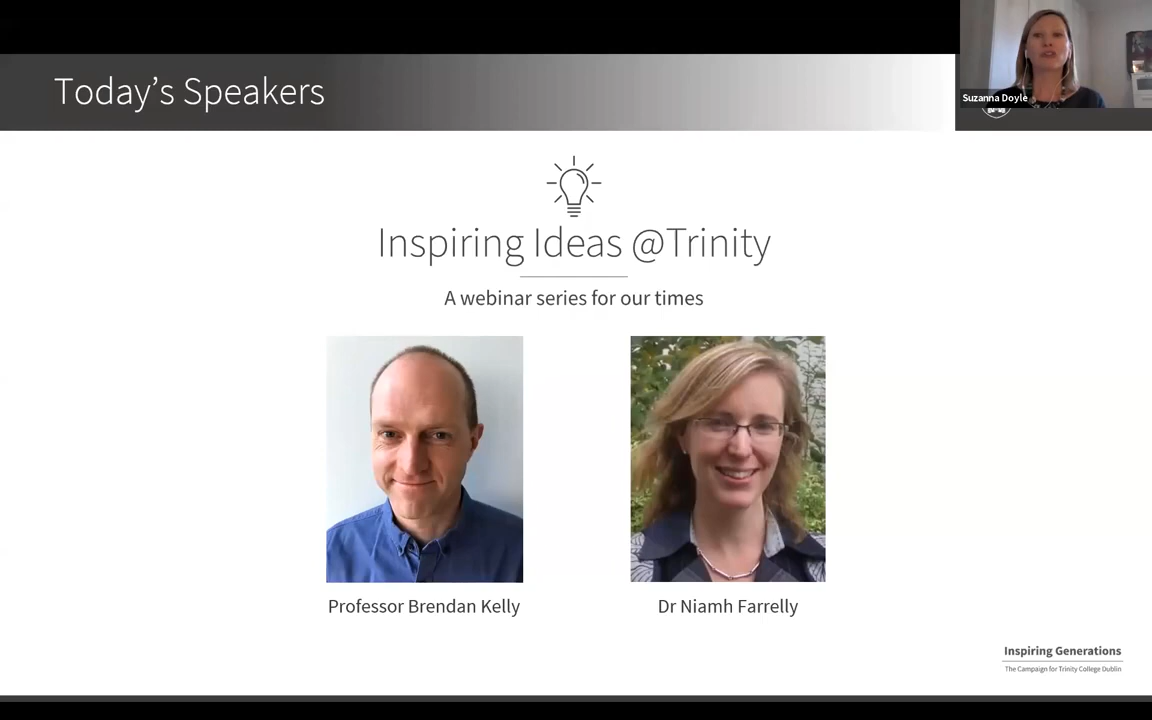 Today's Speakers
Suzanna Doyle
Inspiring Ideas @Trinity
A webinar series for our times
Professor Brendan Kelly
Dr Niamh Farrelly
Inspiring Generations
The Campaign for Trinity College Dublin